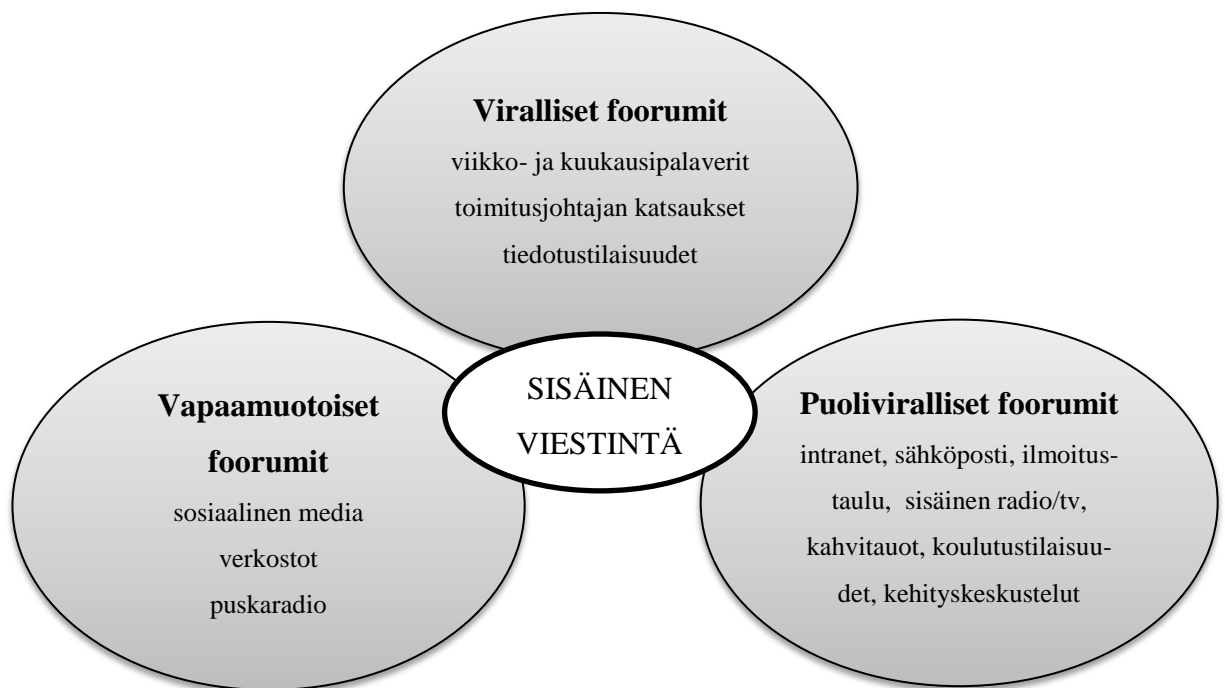 Viralliset foorumit
viikko- ja kuukausipalaverit
toimitusjohtajan katsaukset
tiedotustilaisuudet
SISÄINEN
VIESTINTÄ
Vapaamuotoiset
foorumit
sosiaalinen media
verkostot
puskaradio
Puoliviralliset foorumit
intranet, sähköposti, ilmoitus-
taulu, sisäinen radio/tv,
kahvitauot, koulutustilaisuu-
det, kehityskeskustelut